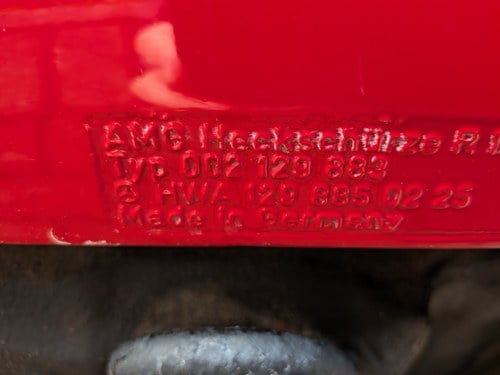 AMG Heckschürze R
Typ 002 129 883
HWA 129 885 02 25
Made in Germany